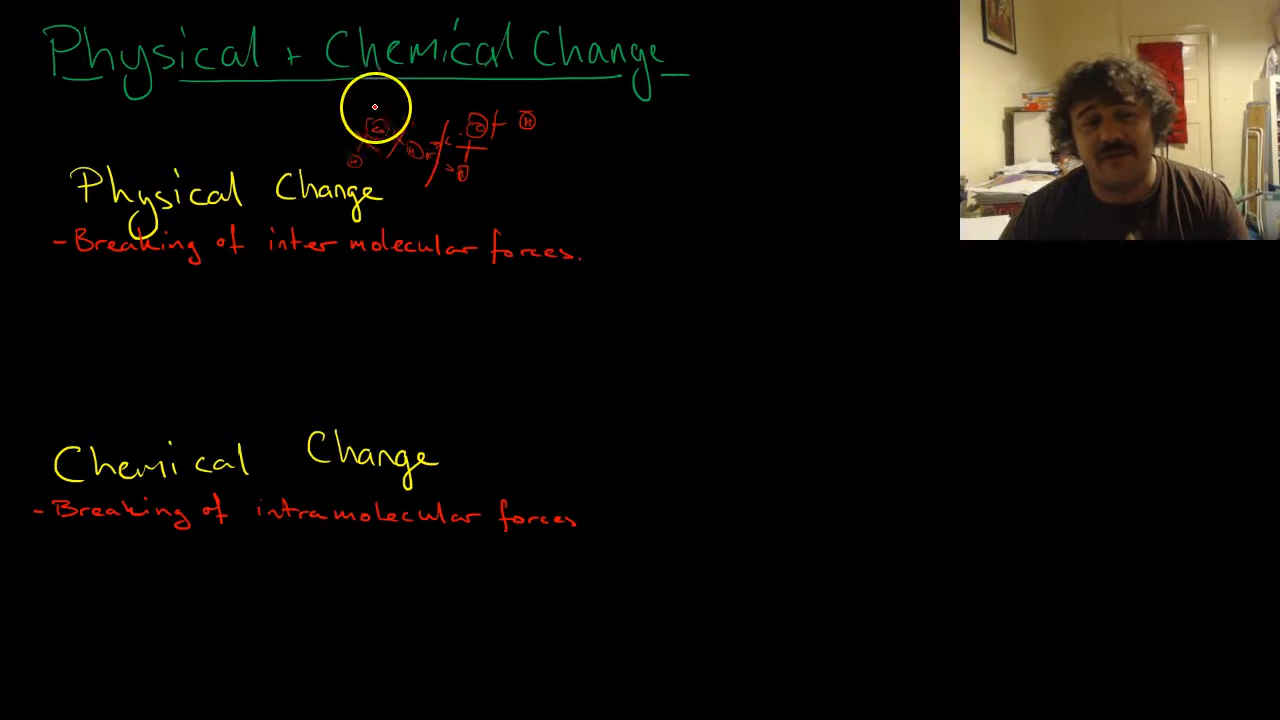 Physical + Chemical Change
H
Physical Change
- Breaking of inter molecular forces.
Chemical Change
- Breaking of intramolecular forces